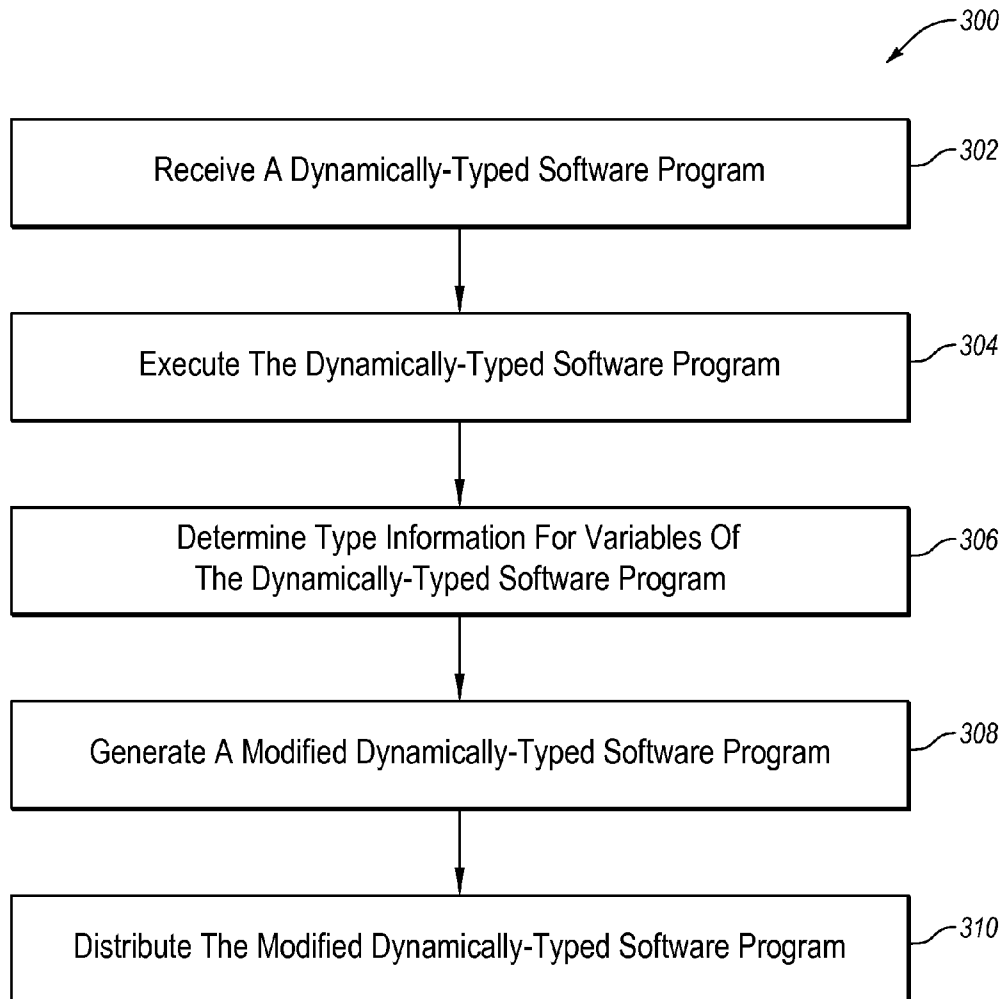 300
Receive A Dynamically-Typed Software Program
302
Execute The Dynamically-Typed Software Program
304
Determine Type Information For Variables Of
The Dynamically-Typed Software Program
306
Generate A Modified Dynamically-Typed Software Program
308
Distribute The Modified Dynamically-Typed Software Program
310